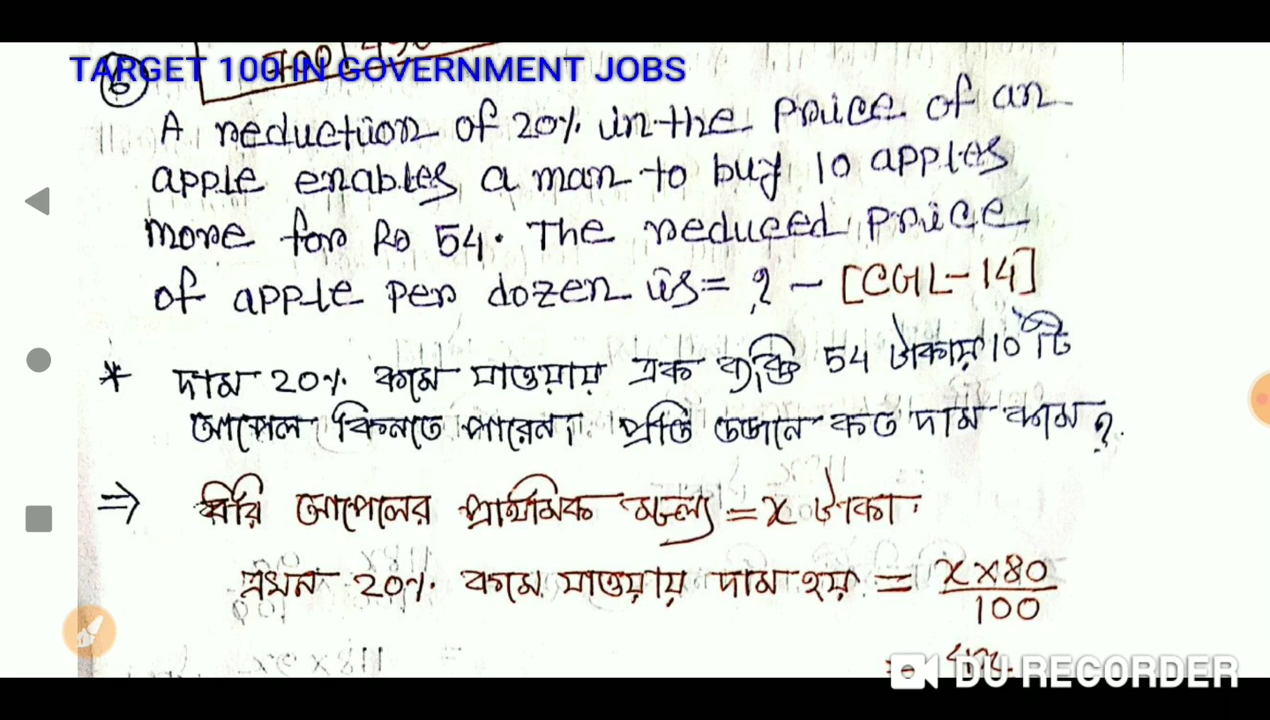 TARGET 100 IN GOVERNMENT JOBS
6
A reduction of 20% in the price of an
apple enables a man to buy 10 apples
more for Rs 54. The reduced price
of apple per dozen is = ? - [CGL-14]
* দাম 20% কমে যাওয়ায় এক ব্যক্তি 54 টাকায় 10 টি
আপেল কিনতে পারেন। প্রতি ডজনে কত দাম কমে ?
⇒ ধরি আপেলের প্রাথমিক মূল্য = x টাকা
এখন 20% কমে যাওয়ায় দাম হয় = x×80
100
=
DU RECORDER